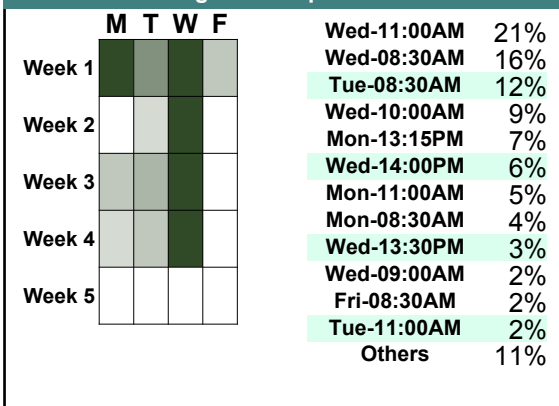 M T W F
Week 1
Week 2
Week 3
Week 4
Week 5
Wed-11:00AM 21%
Wed-08:30AM 16%
Tue-08:30AM 12%
Wed-10:00AM 9%
Mon-13:15PM 7%
Wed-14:00PM 6%
Mon-11:00AM 5%
Mon-08:30AM 4%
Wed-13:30PM 3%
Wed-09:00AM 2%
Fri-08:30AM 2%
Tue-11:00AM 2%
Others 11%